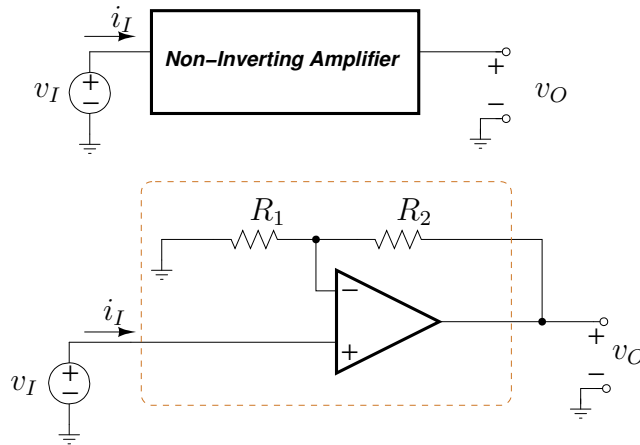 i_I
Non–Inverting Amplifier
+
+
−
v_I
−
v_O
R_1
R_2
−
i_I
+
+
+
−
v_I
−
v_O